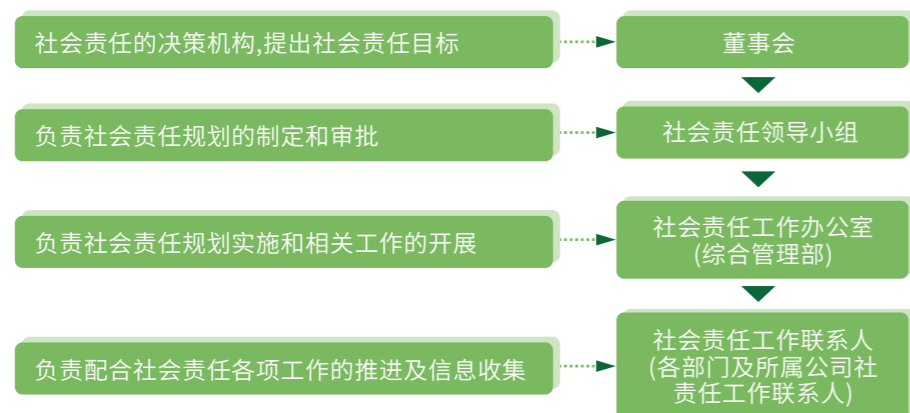 社会责任的决策机构,提出社会责任目标
董事会
负责社会责任规划的制定和审批
社会责任领导小组
负责社会责任规划实施和相关工作的开展
社会责任工作办公室
(综合管理部)
负责配合社会责任各项工作的推进及信息收集
社会责任工作联系人
(各部门及所属公司社
责任工作联系人)